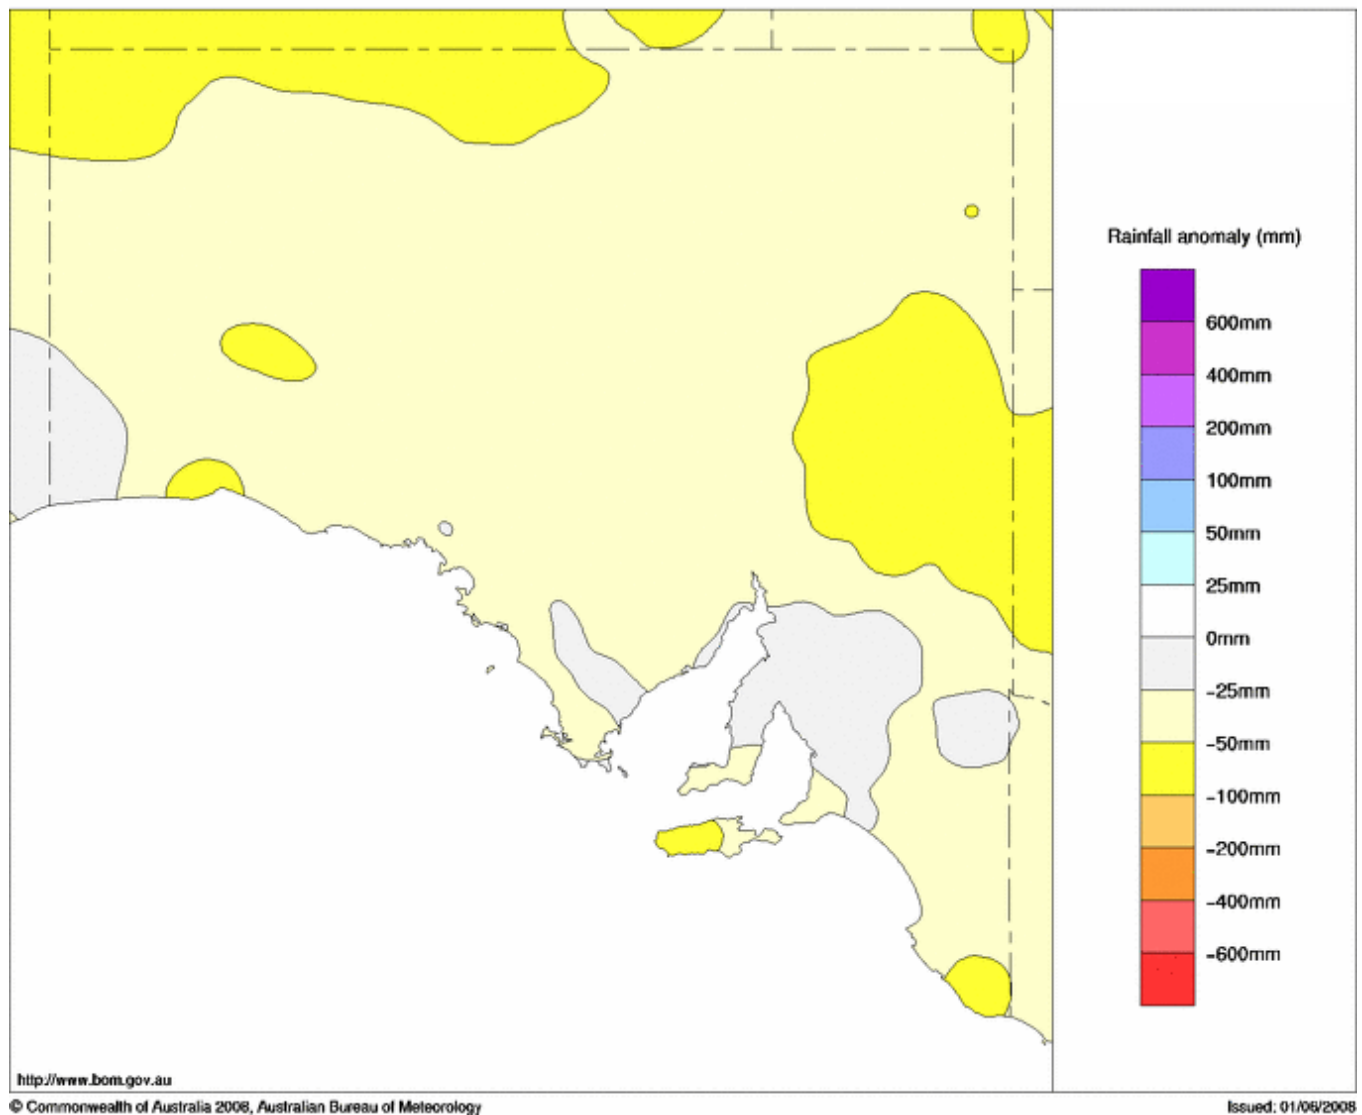 Rainfall anomaly (mm)
600mm
400mm
200mm
100mm
50mm
25mm
0mm
-25mm
-50mm
-100mm
-200mm
-400mm
-600mm
http://www.bom.gov.au
© Commonwealth of Australia 2008, Australian Bureau of Meteorology
Issued: 01/06/2008